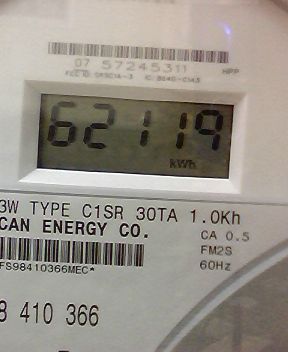 07 57245311 HPP
62119
kWh
3W TYPE C1SR 30TA 1.0Kh
CAN ENERGY CO. CA 0.5
FM2S
FS98410366MEC* 60Hz
8 410 366